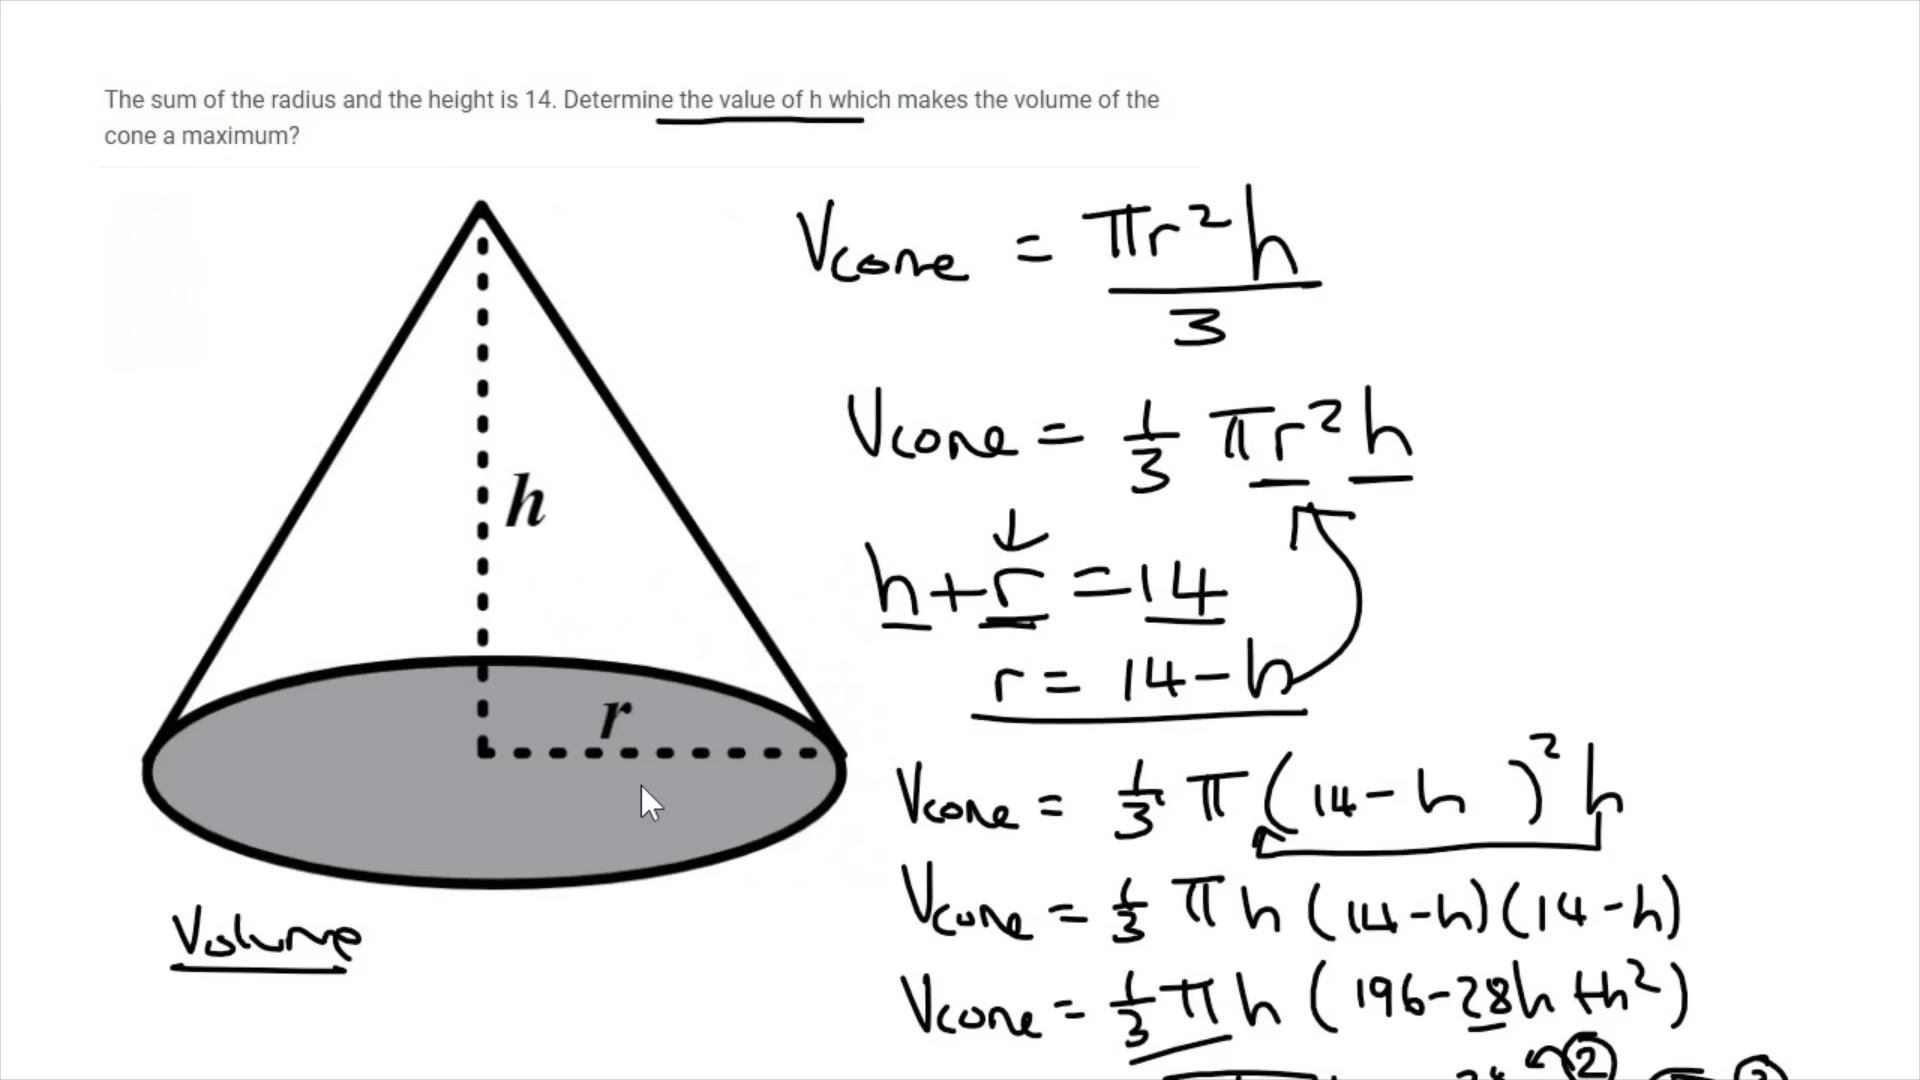 The sum of the radius and the height is 14. Determine the value of h which makes the volume of the
cone a maximum?
Vcone = πr²h/3
Vcone = 1/3 πr²h
h+r=14
r = 14-h
Vcone = 1/3 π(14-h)²h
Vcone = 1/3 πh(14-h)(14-h)
Vcone = 1/3 πh(196-28h+h²)
2
h
r
Volume